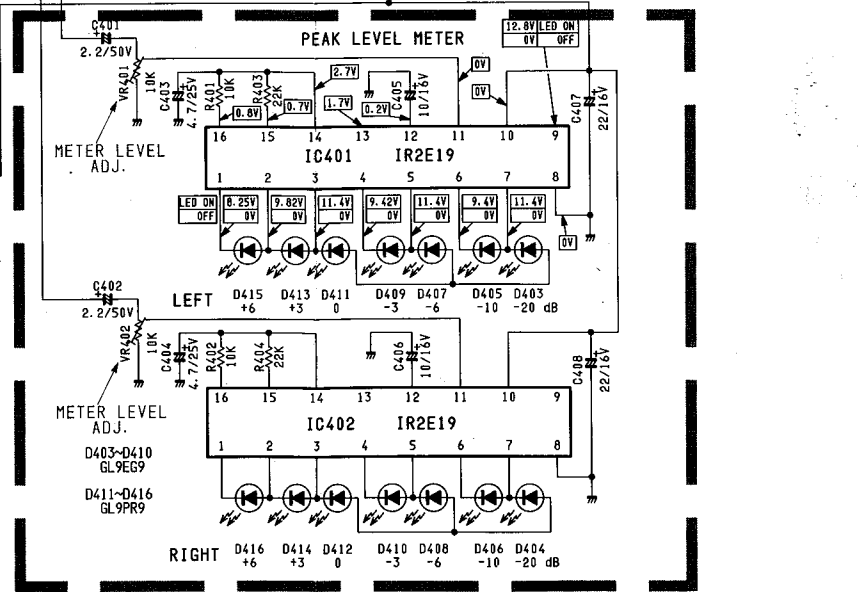 C401
2.2/50V
PEAK LEVEL METER
12.8V LED ON
0V OFF
VR401
10K
C403
4.7/25V
R401
10K
R403
22K
2.7V
C405
10/16V
0V
0V
C407
22/16V
0.8V
0.7V
1.7V
0.2V
METER LEVEL
ADJ.
16 15 14 13 12 11 10 9
IC401 IR2E19
1 2 3 4 5 6 7 8
LED ON 8.25V 9.82V 11.4V 9.42V 11.4V 9.4V 11.4V
OFF 0V 0V 0V 0V 0V 0V 0V
0V
C402
2.2/50V
LEFT
D415 D413 D411 D409 D407 D405 D403
+6 +3 0 -3 -6 -10 -20 dB
VR402
10K
C404
4.7/25V
R402
10K
R404
22K
C406
10/16V
C408
22/16V
METER LEVEL
ADJ.
16 15 14 13 12 11 10 9
IC402 IR2E19
1 2 3 4 5 6 7 8
D403~D410
GL9EG9
D411~D416
GL9PR9
RIGHT
D416 D414 D412 D410 D408 D406 D404
+6 +3 0 -3 -6 -10 -20 dB